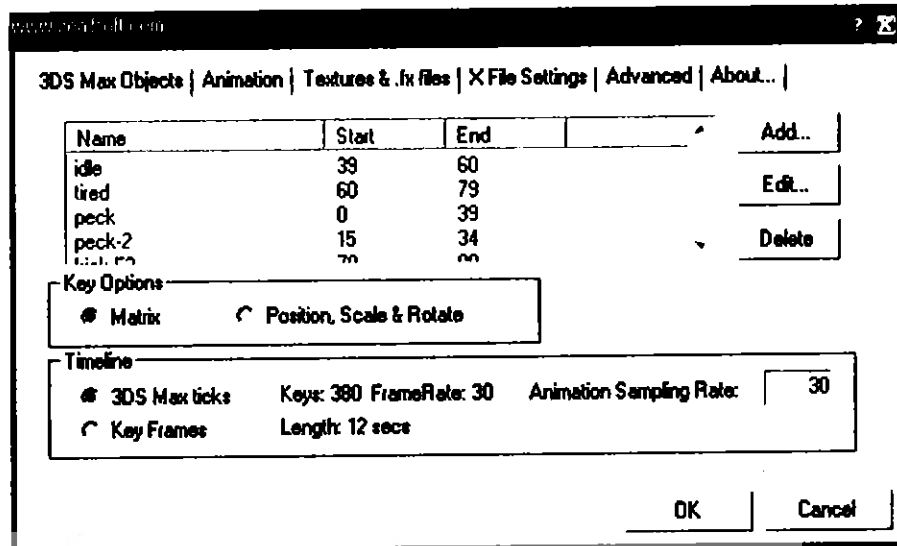 ?
3DS Max Objects | Animation | Textures & .fx files | X File Settings | Advanced | About... |
Name Start End Add...
idle 39 60
tired 60 79 Edit...
peck 0 39
peck-2 15 34 Delete
Key Options
Matrix Position, Scale & Rotate
Timeline
3DS Max ticks Keys: 380 FrameRate: 30 Animation Sampling Rate: 30
Key Frames Length: 12 secs
OK Cancel